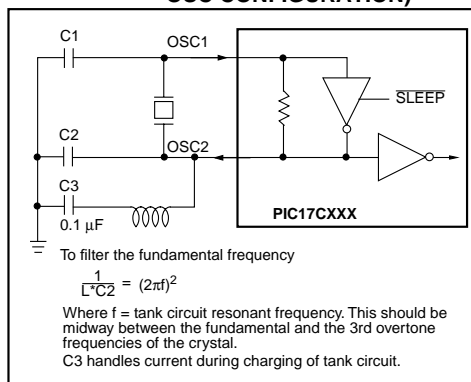 OSC CONFIGURATION)
C1
OSC1
SLEEP
C2
OSC2
C3
0.1 µF
PIC17CXXX
To filter the fundamental frequency
1
L*C2 = (2πf)2
Where f = tank circuit resonant frequency. This should be
midway between the fundamental and the 3rd overtone
frequencies of the crystal.
C3 handles current during charging of tank circuit.